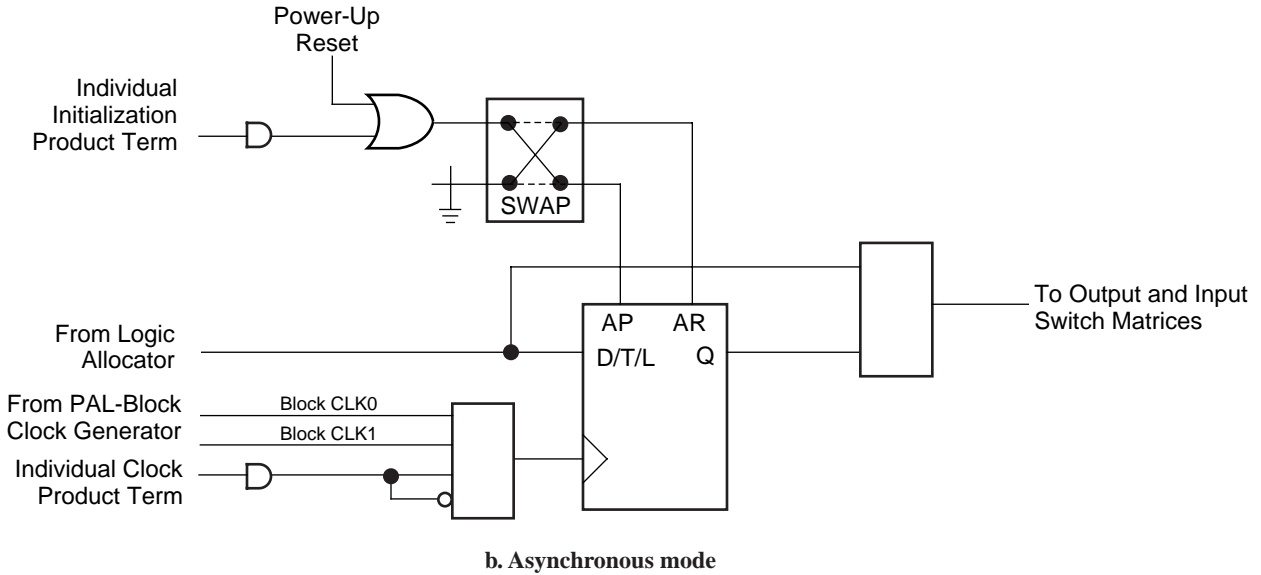 Power-Up
Reset
Individual
Initialization
Product Term
SWAP
To Output and Input
Switch Matrices
AP AR
From Logic
Allocator
D/T/L Q
From PAL-Block
Clock Generator
Block CLK0
Block CLK1
Individual Clock
Product Term
b. Asynchronous mode